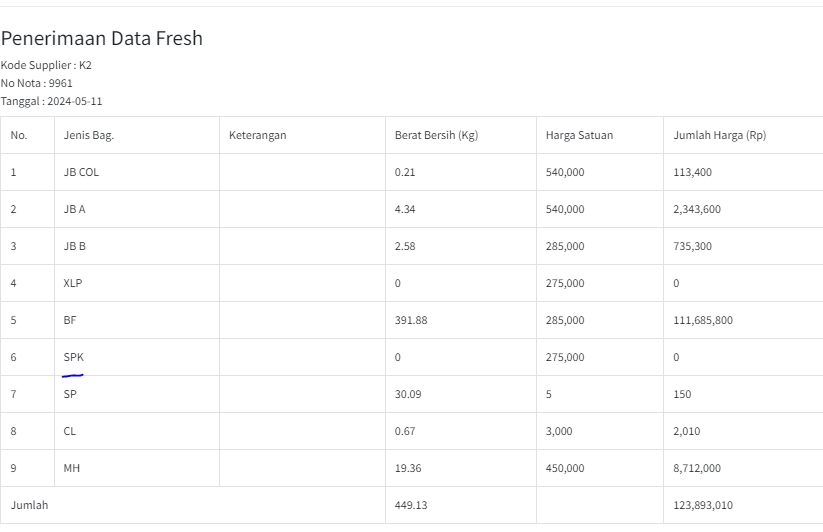 Penerimaan Data Fresh
Kode Supplier : K2
No Nota : 9961
Tanggal : 2024-05-11
No. Jenis Bag. Keterangan Berat Bersih (Kg) Harga Satuan Jumlah Harga (Rp)
1 JB COL 0.21 540,000 113,400
2 JB A 4.34 540,000 2,343,600
3 JB B 2.58 285,000 735,300
4 XLP 0 275,000 0
5 BF 391.88 285,000 111,685,800
6 SPK 0 275,000 0
7 SP 30.09 5 150
8 CL 0.67 3,000 2,010
9 MH 19.36 450,000 8,712,000
Jumlah 449.13 123,893,010